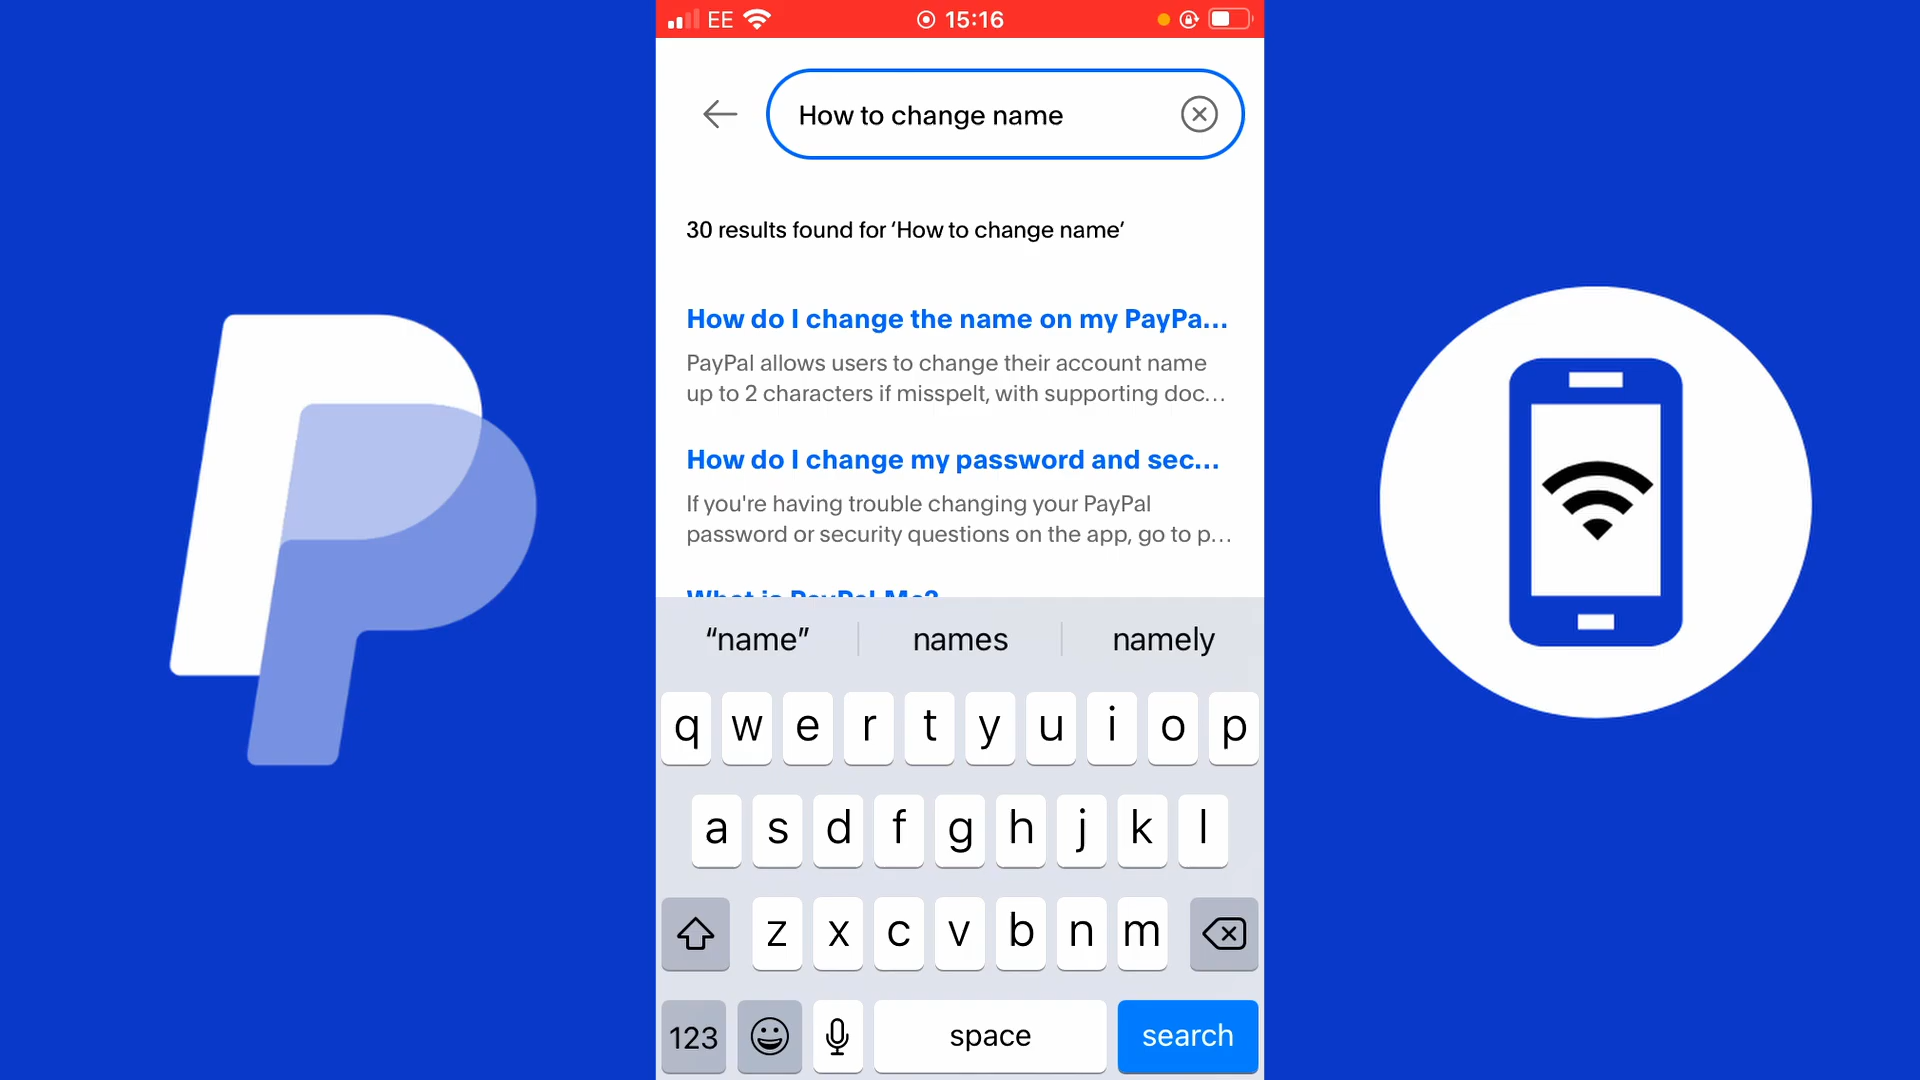 EE 15:16
How to change name
30 results found for ‘How to change name’
How do I change the name on my PayPa...
PayPal allows users to change their account name
up to 2 characters if misspelt, with supporting doc...
How do I change my password and sec...
If you're having trouble changing your PayPal
password or security questions on the app, go to p...
What is PayPal.Me?
“name” names namely
q w e r t y u i o p
a s d f g h j k l
z x c v b n m
123 space search